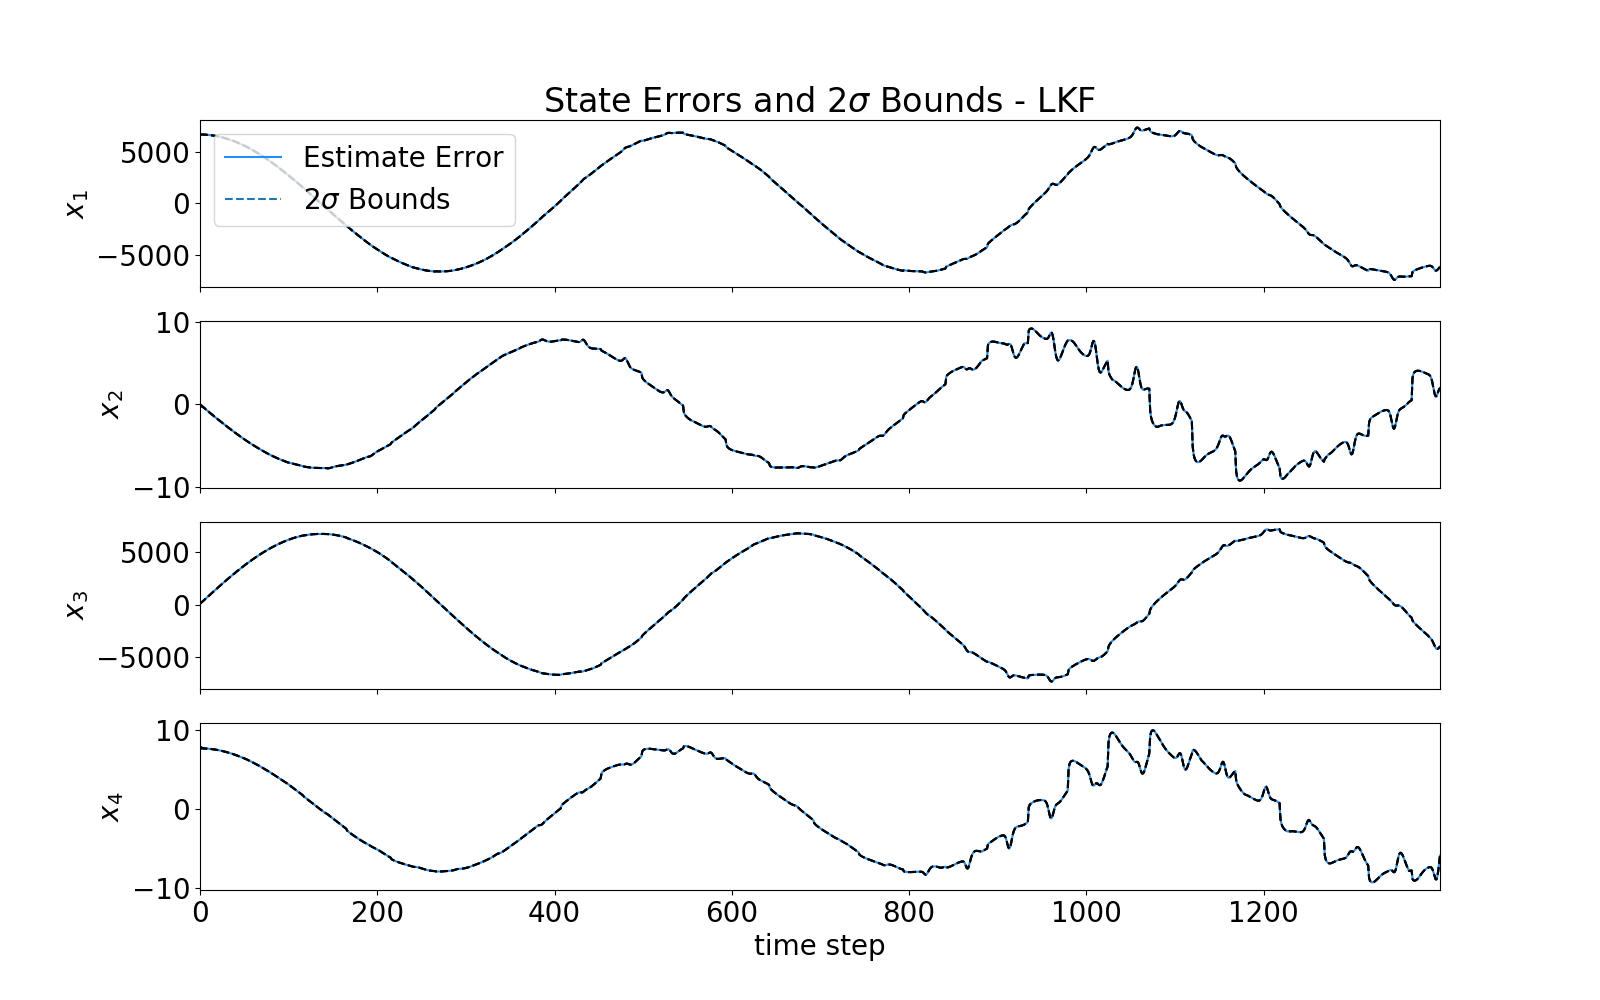 State Errors and 2σ Bounds - LKF
5000
0
−5000
x₁
Estimate Error
2σ Bounds
10
0
−10
x₂
5000
0
−5000
x₃
10
0
−10
x₄
0 200 400 600 800 1000 1200
time step